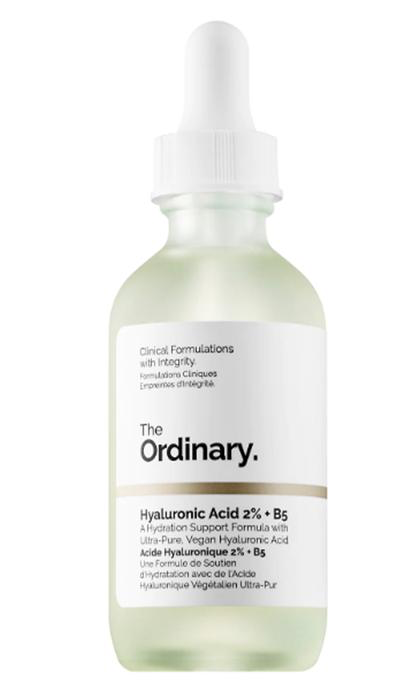 Clinical Formulations
with Integrity.
Formulations Cliniques
Empreintes d'Intégrité.
The
Ordinary.
Hyaluronic Acid 2% + B5
A Hydration Support Formula with
Ultra-Pure, Vegan Hyaluronic Acid
Acide Hyaluronique 2% + B5
Une Formule de Soutien
d'Hydratation avec de l'Acide
Hyaluronique Végétalien Ultra-Pur